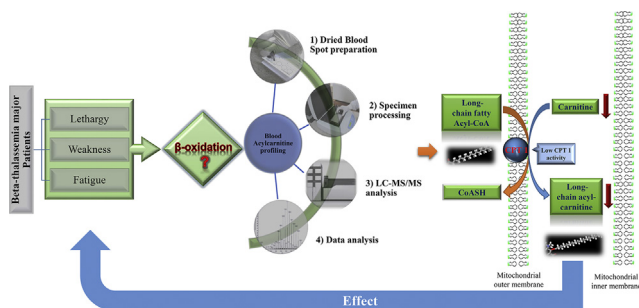 Beta-thalassemia major
Patients
Lethargy
Weakness
Fatigue
β-oxidation
?
Blood
Acylcarnitine
profiling
1) Dried Blood
Spot preparation
2) Specimen
processing
3) LC-MS/MS
analysis
4) Data analysis
Long-
chain fatty
Acyl-CoA
CoASH
Carnitine
Low CPT 1
activity
Long-
chain acyl-
carnitine
Mitochondrial
outer membrane
Mitochondrial
inner membrane
Effect